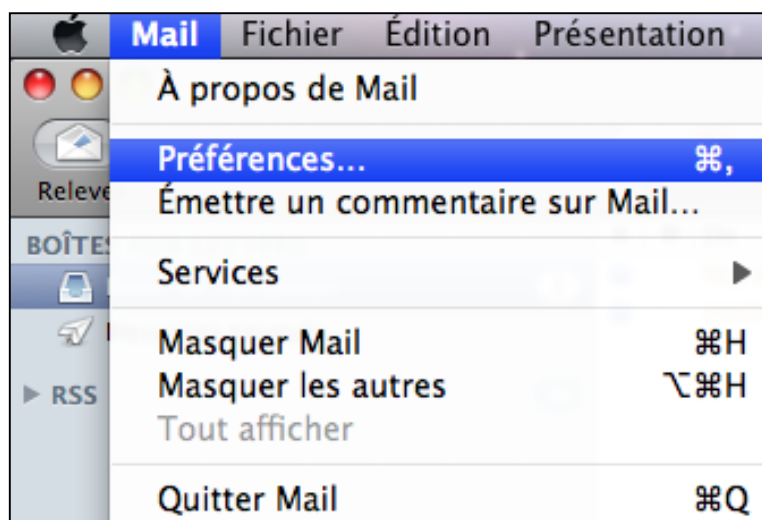 Mail Fichier Édition Présentation
À propos de Mail
Préférences... ⌘,
Relevé
Émettre un commentaire sur Mail...
BOÎTES
Services
Masquer Mail ⌘H
Masquer les autres ⌥⌘H
RSS
Tout afficher
Quitter Mail ⌘Q